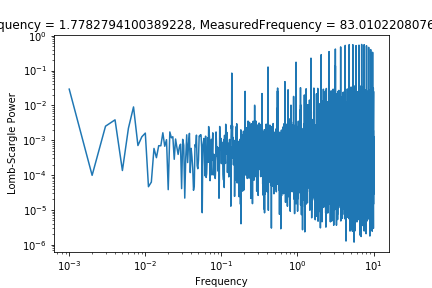 quency = 1.7782794100389228, MeasuredFrequency = 83.0102208076
10⁰
10⁻¹
10⁻²
10⁻³
10⁻⁴
10⁻⁵
10⁻⁶
Lomb-Scargle Power
10⁻³ 10⁻² 10⁻¹ 10⁰ 10¹
Frequency